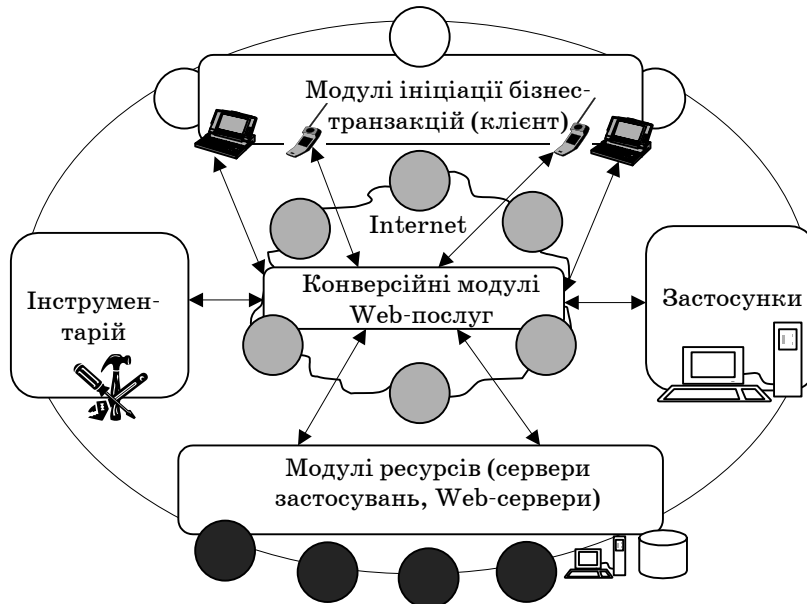 Модулі ініціації бізнес-
транзакцій (клієнт)
Internet
Конверсійні модулі
Web-послуг
Інструмен-
тарій
Застосунки
Модулі ресурсів (сервери
застосувань, Web-сервери)